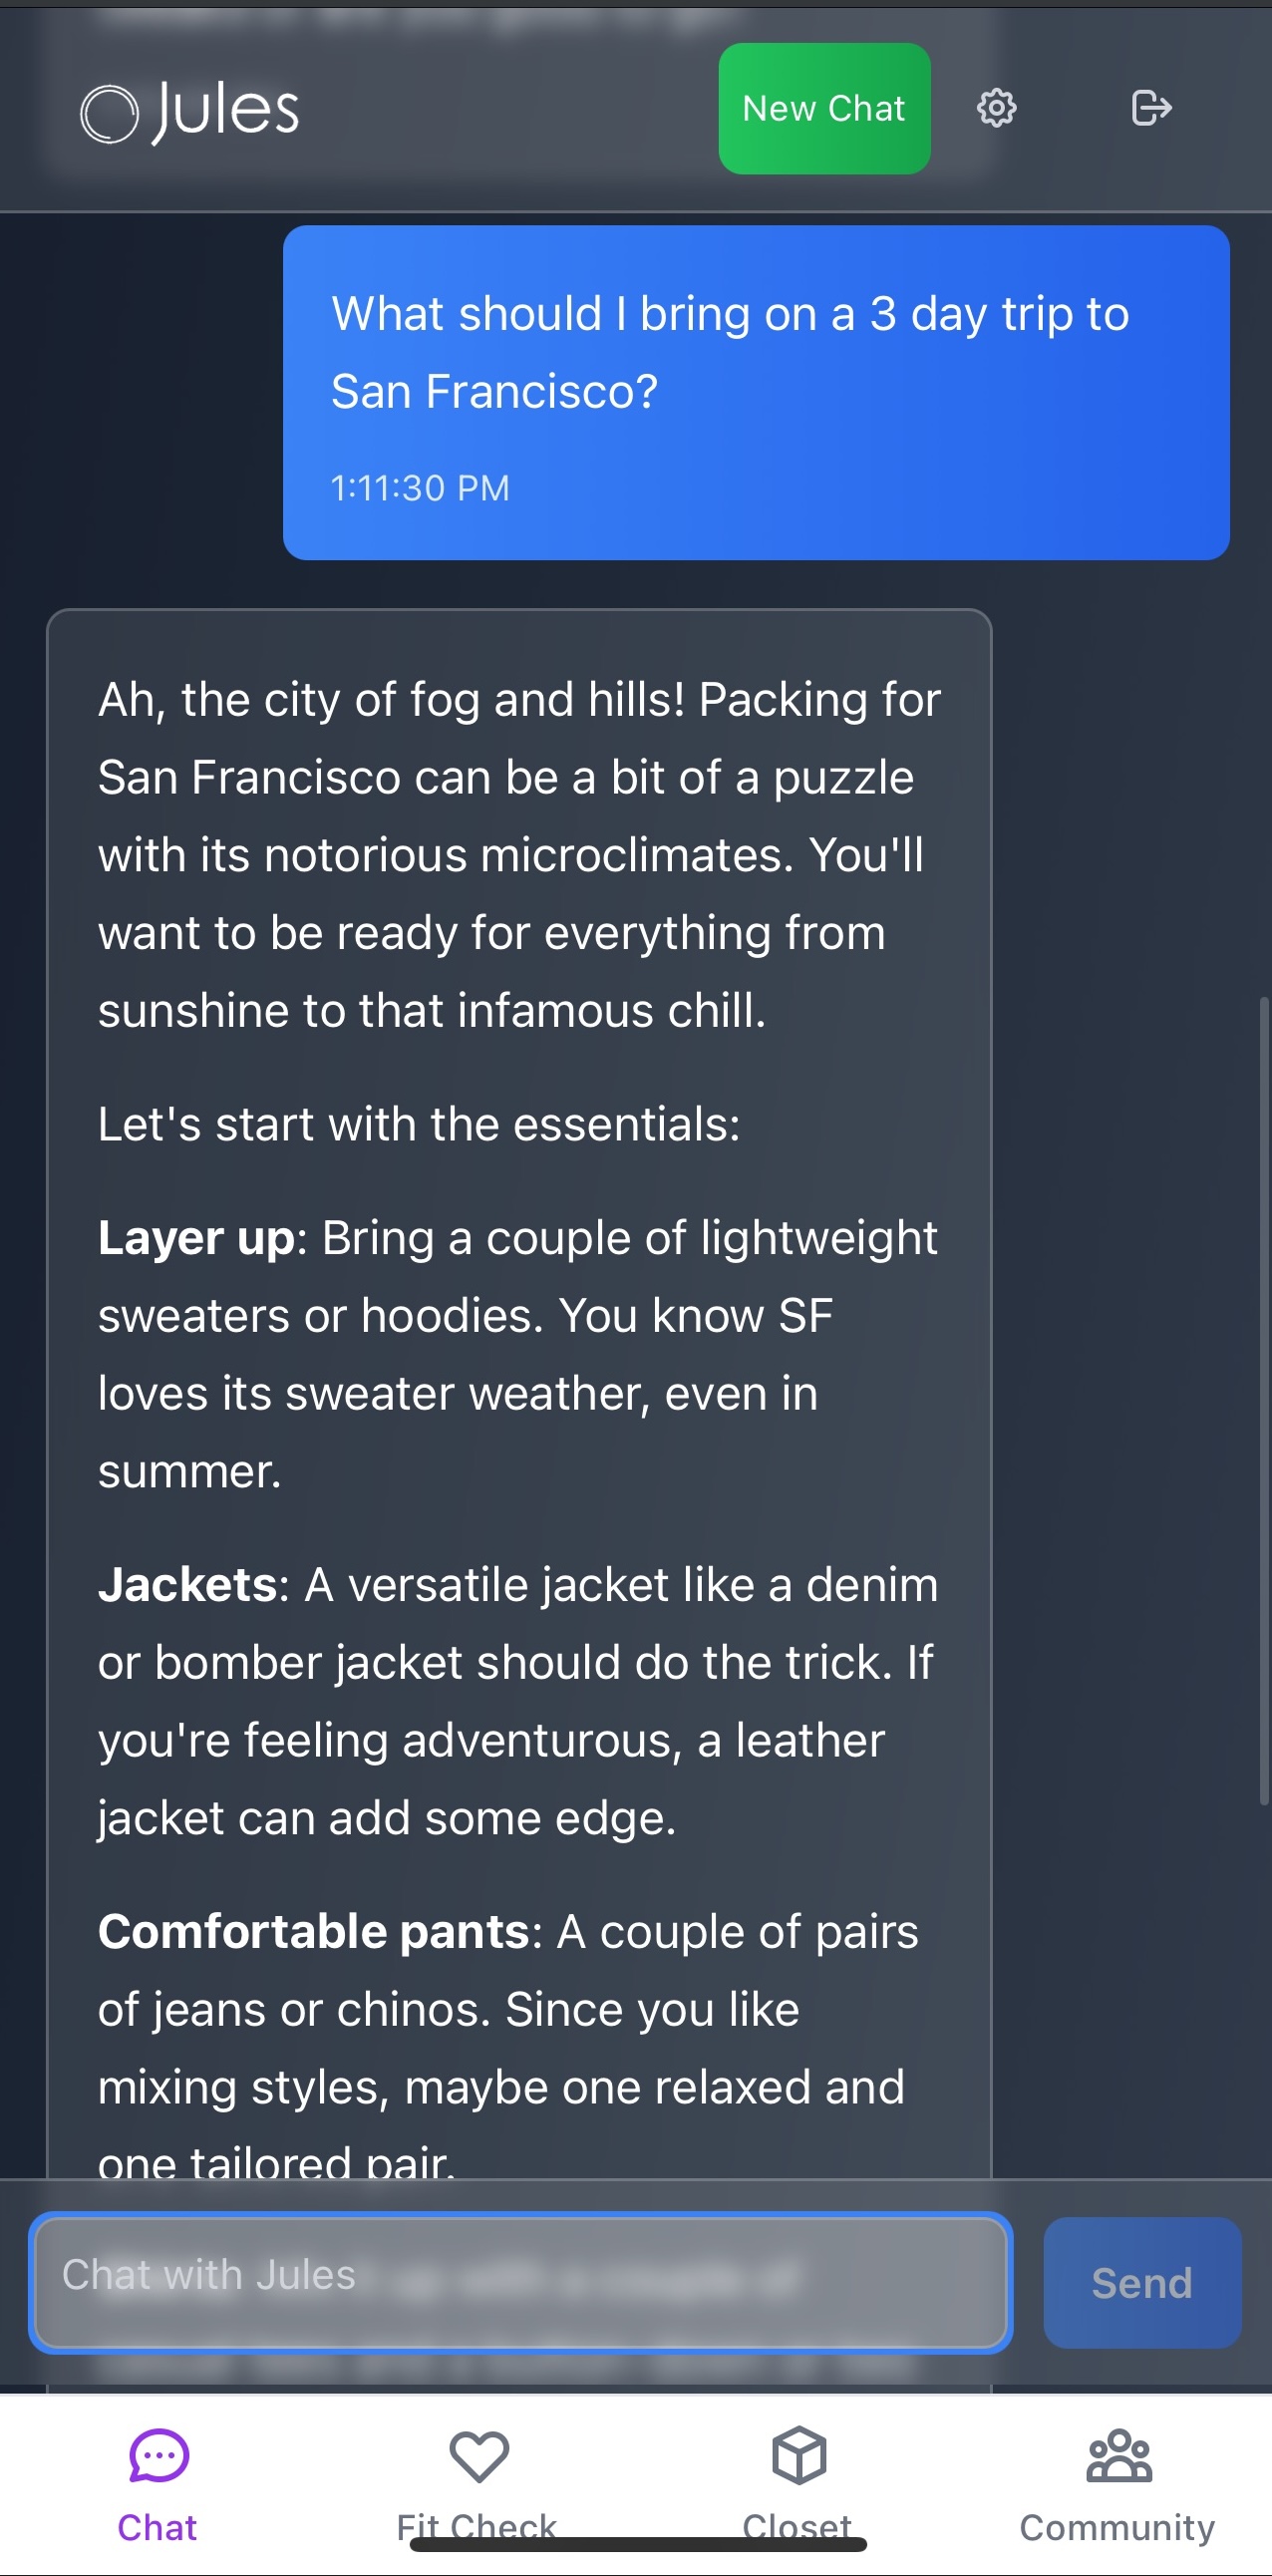 Jules
New Chat
What should I bring on a 3 day trip to
San Francisco?
1:11:30 PM
Ah, the city of fog and hills! Packing for
San Francisco can be a bit of a puzzle
with its notorious microclimates. You'll
want to be ready for everything from
sunshine to that infamous chill.
Let's start with the essentials:
Layer up: Bring a couple of lightweight
sweaters or hoodies. You know SF
loves its sweater weather, even in
summer.
Jackets: A versatile jacket like a denim
or bomber jacket should do the trick. If
you're feeling adventurous, a leather
jacket can add some edge.
Comfortable pants: A couple of pairs
of jeans or chinos. Since you like
mixing styles, maybe one relaxed and
one tailored pair.
Chat with Jules
Send
Chat
Fit Check
Closet
Community